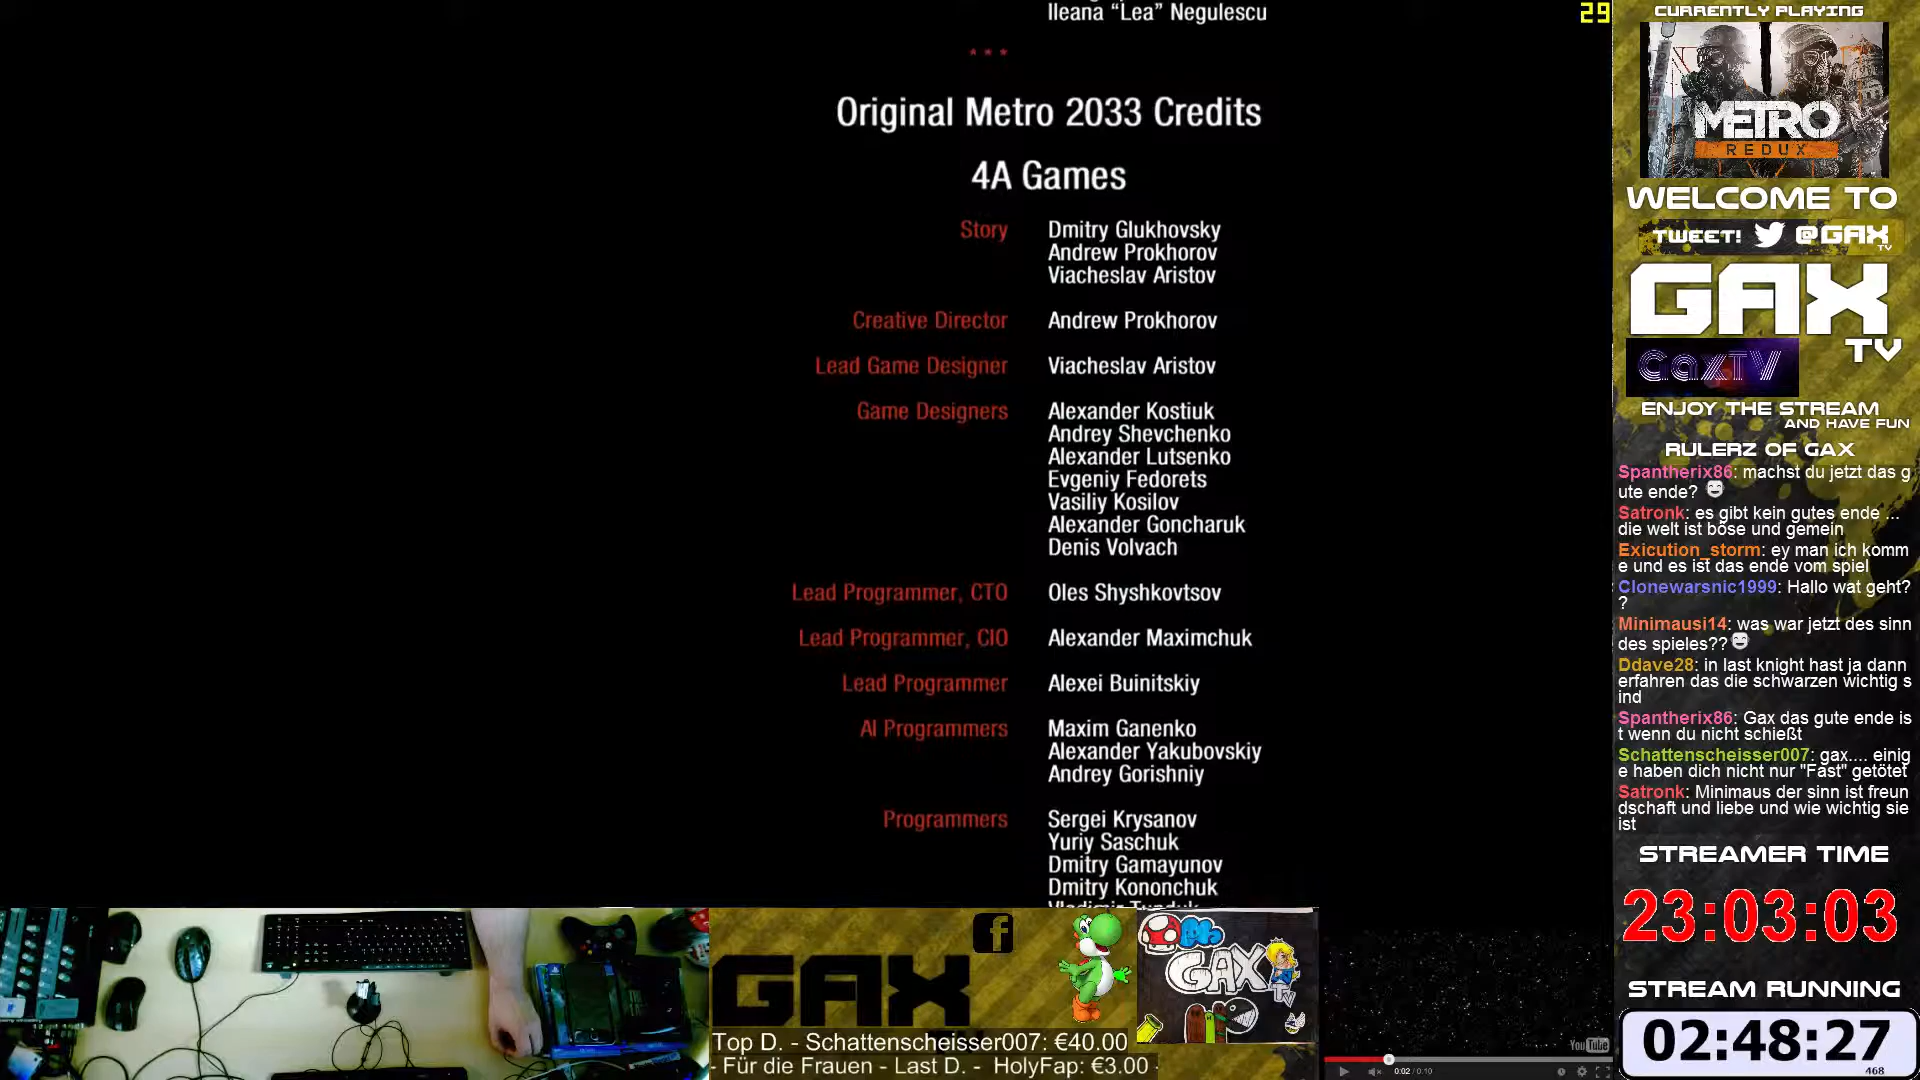 Ileana “Lea” Negulescu
* * *
Original Metro 2033 Credits
4A Games
Story Dmitry Glukhovsky
Andrew Prokhorov
Viacheslav Aristov
Creative Director Andrew Prokhorov
Lead Game Designer Viacheslav Aristov
Game Designers Alexander Kostiuk
Andrey Shevchenko
Alexander Lutsenko
Evgeniy Fedorets
Vasiliy Kosilov
Alexander Goncharuk
Denis Volvach
Lead Programmer, CTO Oles Shyshkovtsov
Lead Programmer, CIO Alexander Maximchuk
Lead Programmer Alexei Buinitskiy
AI Programmers Maxim Ganenko
Alexander Yakubovskiy
Andrey Gorishniy
Programmers Sergei Krysanov
Yuriy Saschuk
Dmitry Gamayunov
Dmitry Kononchuk
29
CURRENTLY PLAYING
METRO
REDUX
WELCOME TO
TWEET! @GAX
TV
GAX
TV
GaxTV
ENJOY THE STREAM
AND HAVE FUN
RULERZ OF GAX
Spantherix86: machst du jetzt das g
ute ende?
Satronk: es gibt kein gutes ende ...
die welt ist böse und gemein
Exicution_storm: ey man ich komm
e und es ist das ende vom spiel
Clonewarsnic1999: Hallo wat geht?
?
Minimausi14: was war jetzt des sinn
des spieles??
Ddave28: in last knight hast ja dann
erfahren das die schwarzen wichtig s
ind
Spantherix86: Gax das gute ende is
t wenn du nicht schießt
Schattenscheisser007: gax.... einig
e haben dich nicht nur "Fast" getötet
Satronk: Minimaus der sinn ist freun
dschaft und liebe und wie wichtig sie
ist
STREAMER TIME
23:03:03
STREAM RUNNING
02:48:27
468
f
GAX
GAX
TV
Top D. - Schattenscheisser007: €40.00
- Für die Frauen - Last D. - HolyFap: €3.00 -
YouTube
0:02 / 0:10